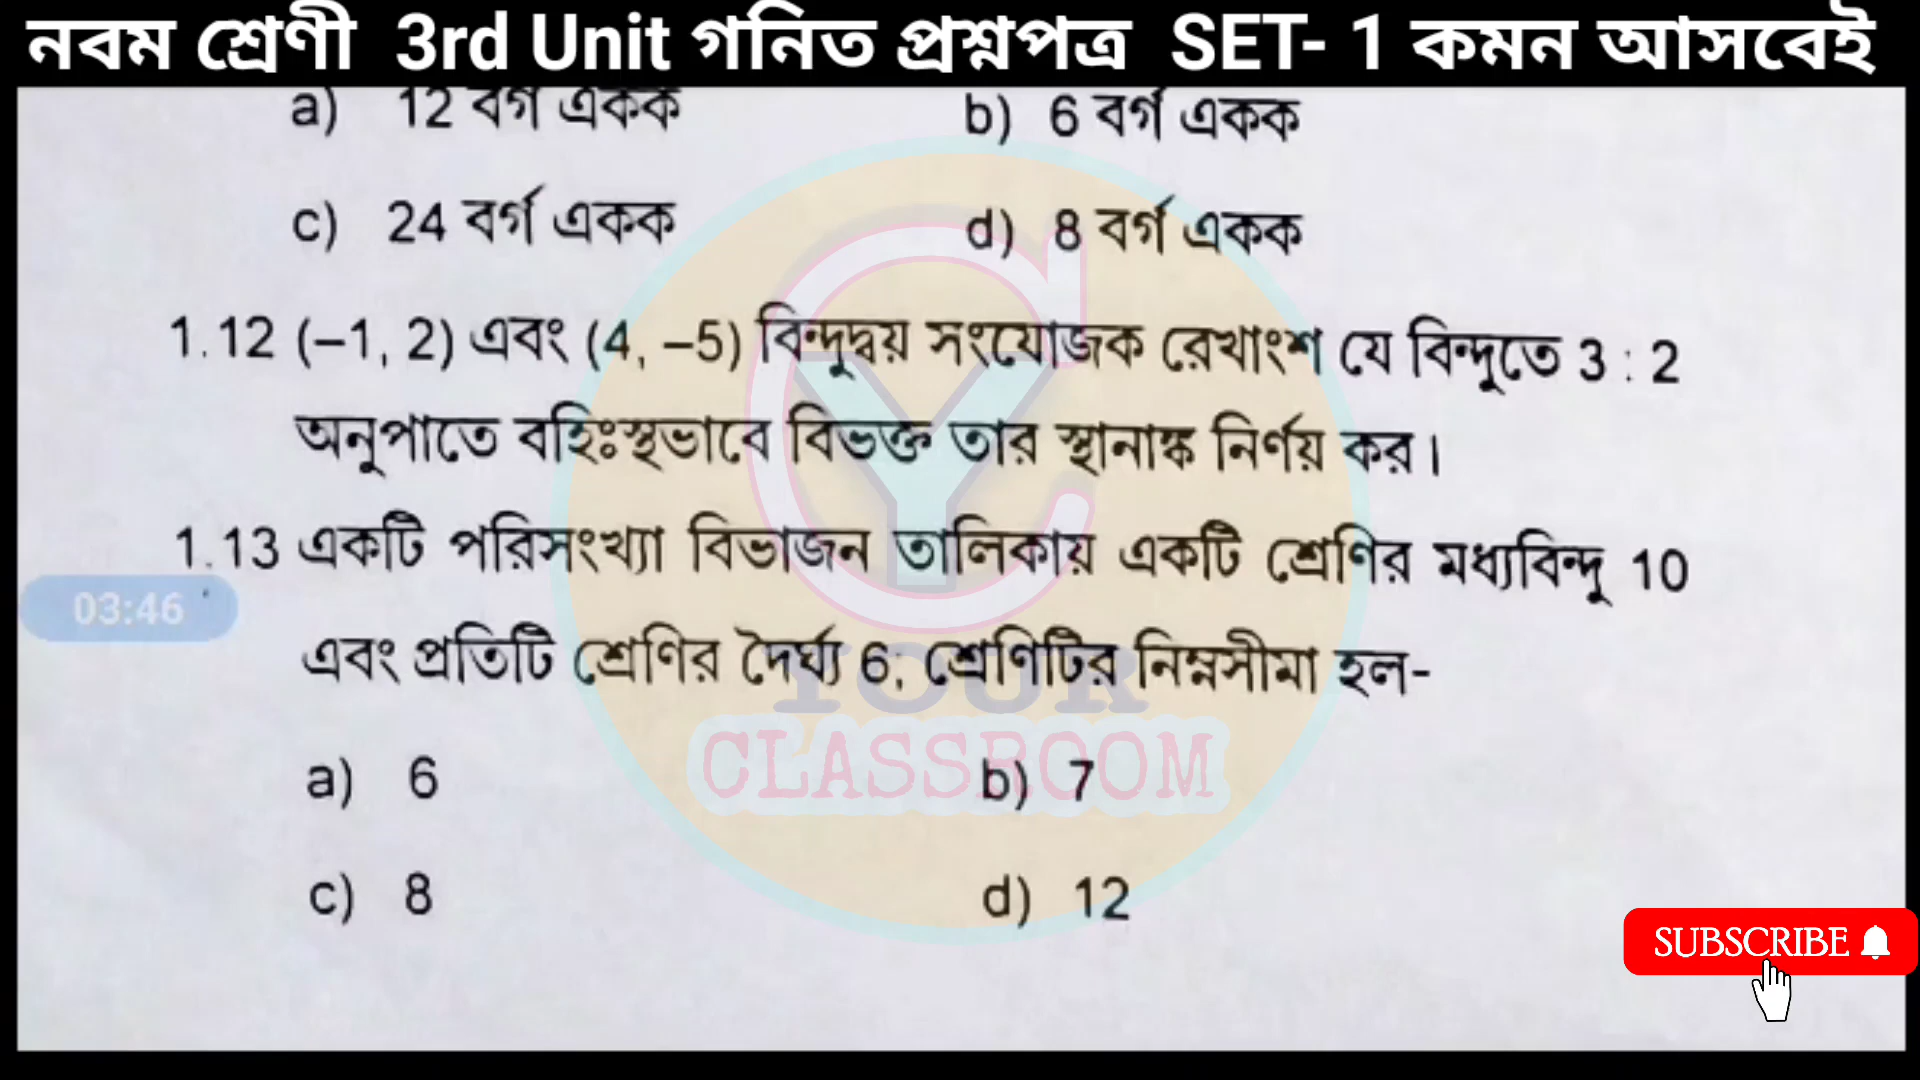 নবম শ্রেণী 3rd Unit গনিত প্রশ্নপত্র SET- 1 কমন আসবেই
a) 12 বর্গ একক b) 6 বর্গ একক
c) 24 বর্গ একক d) 8 বর্গ একক
1.12 (–1, 2) এবং (4, –5) বিন্দুদ্বয় সংযোজক রেখাংশ যে বিন্দুতে 3 : 2
অনুপাতে বহিঃস্থভাবে বিভক্ত তার স্থানাঙ্ক নির্ণয় কর।
1.13 একটি পরিসংখ্যা বিভাজন তালিকায় একটি শ্রেণির মধ্যবিন্দু 10
03:46
এবং প্রতিটি শ্রেণির দৈর্ঘ্য 6; শ্রেণিটির নিম্নসীমা হল-
YOUR
CLASSROOM
a) 6 b) 7
c) 8 d) 12
SUBSCRIBE